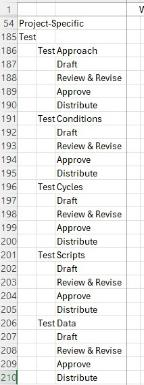 1 W
54 Project-Specific
185 Test
186 Test Approach
187 Draft
188 Review & Revise
189 Approve
190 Distribute
191 Test Conditions
192 Draft
193 Review & Revise
194 Approve
195 Distribute
196 Test Cycles
197 Draft
198 Review & Revise
199 Approve
200 Distribute
201 Test Scripts
202 Draft
203 Review & Revise
204 Approve
205 Distribute
206 Test Data
207 Draft
208 Review & Revise
209 Approve
210 Distribute